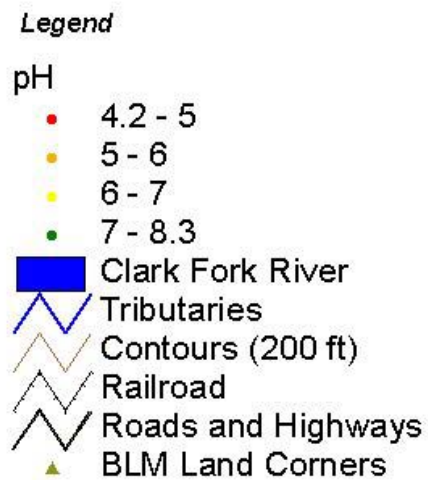 Legend
pH
4.2 - 5
5 - 6
6 - 7
7 - 8.3
Clark Fork River
Tributaries
Contours (200 ft)
Railroad
Roads and Highways
BLM Land Corners